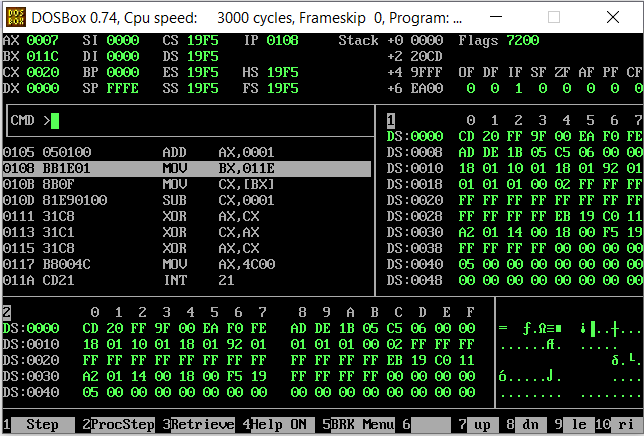 DOSBox 0.74, Cpu speed: 3000 cycles, Frameskip 0, Program: ...
AX 0007 SI 0000 CS 19F5 IP 0108 Stack +0 0000 Flags 7200
BX 011C DI 0000 DS 19F5 +2 20CD
CX 0020 BP 0000 ES 19F5 HS 19F5 +4 9FFF OF DF IF SF ZF AF PF CF
DX 0000 SP FFFE SS 19F5 FS 19F5 +6 EA00 0 0 1 0 0 0 0 0
CMD >
0105 050100 ADD AX,0001
0108 BB1E01 MOV BX,011E
010B 8B0F MOV CX,[BX]
010D 81E90100 SUB CX,0001
0111 31C8 XOR AX,CX
0113 31C1 XOR CX,AX
0115 31C8 XOR AX,CX
0117 B8004C MOV AX,4C00
011A CD21 INT 21
1 0 1 2 3 4 5 6 7
DS:0000 CD 20 FF 9F 00 EA F0 FE
DS:0008 AD DE 1B 05 C5 06 00 00
DS:0010 18 01 10 01 18 01 92 01
DS:0018 01 01 01 00 02 FF FF FF
DS:0020 FF FF FF FF FF FF FF FF
DS:0028 FF FF FF FF EB 19 C0 11
DS:0030 A2 01 14 00 18 00 F5 19
DS:0038 FF FF FF FF 00 00 00 00
DS:0040 05 00 00 00 00 00 00 00
DS:0048 00 00 00 00 00 00 00 00
2 0 1 2 3 4 5 6 7 8 9 A B C D E F
DS:0000 CD 20 FF 9F 00 EA F0 FE AD DE 1B 05 C5 06 00 00
DS:0010 18 01 10 01 18 01 92 01 01 01 01 00 02 FF FF FF
DS:0020 FF FF FF FF FF FF FF FF FF FF FF FF EB 19 C0 11
DS:0030 A2 01 14 00 18 00 F5 19 FF FF FF FF 00 00 00 00
DS:0040 05 00 00 00 00 00 00 00 00 00 00 00 00 00 00 00
= ƒ.Ω≡■ ¡▐..┼...
......Æ. .....
δ.└.
ó.....⌡. ....
................
1 Step 2ProcStep 3Retrieve 4Help ON 5BRK Menu 6 7 up 8 dn 9 le 10 ri